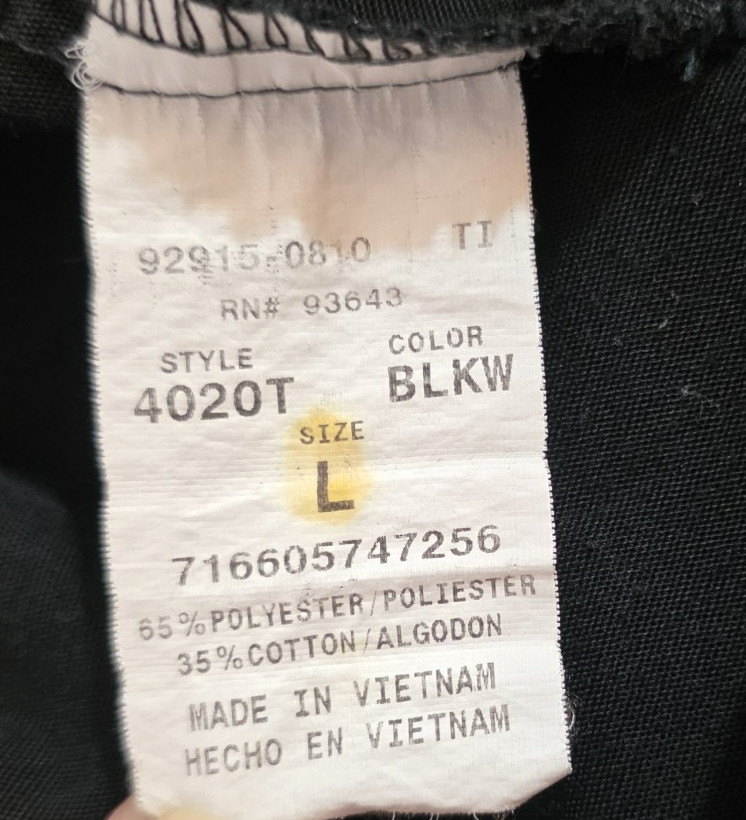 92915-0810 TI
RN# 93643
STYLE COLOR
4020T BLKW
SIZE
L
716605747256
65%POLYESTER/POLIESTER
35%COTTON/ALGODON
MADE IN VIETNAM
HECHO EN VIETNAM